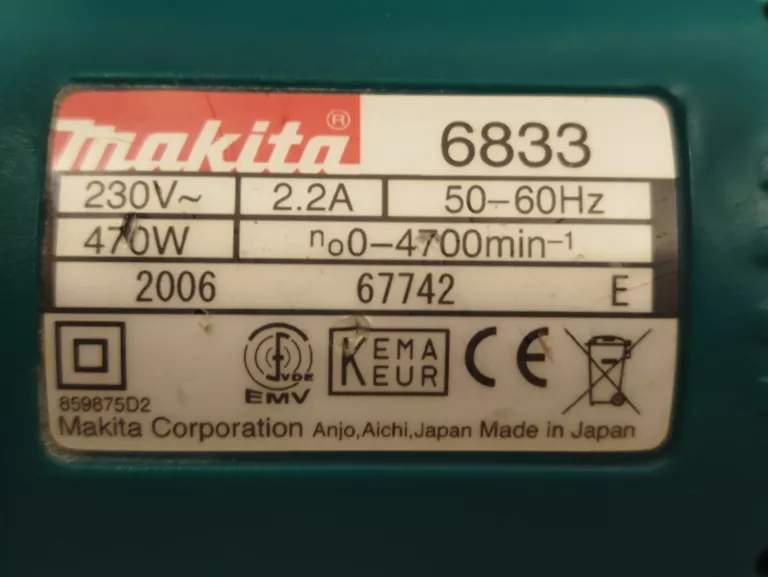 makita® 6833
230V~ 2.2A 50-60Hz
470W no0-4700min-1
2006 67742 E
VDE KEMA
EMV KEUR CE
859875D2
Makita Corporation Anjo,Aichi,Japan Made in Japan